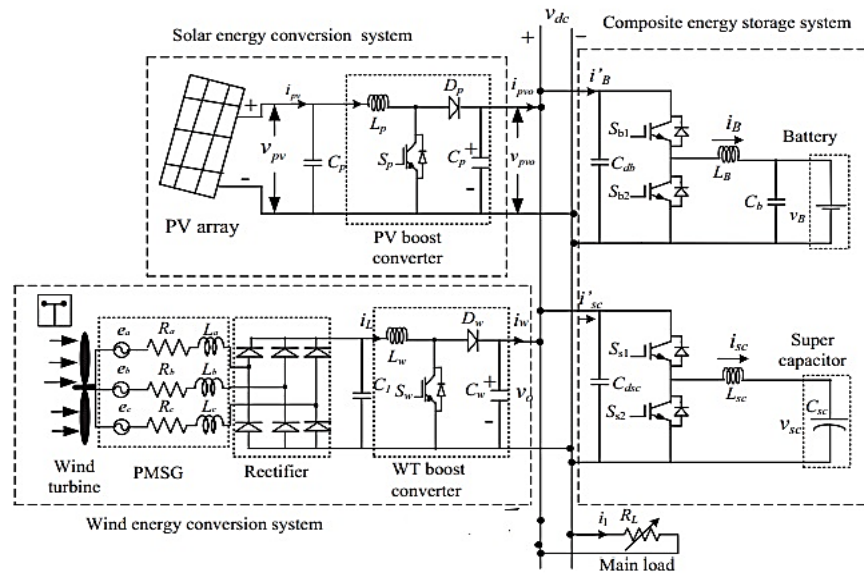 v_dc
Solar energy conversion system
Composite energy storage system
+
−
i_pv
D_p
i_pvo
i'_B
+
L_p
S_b1
i_B
Battery
v_pv
C_p
S_p
C_p
+
v_pvo
C_db
L_B
S_b2
C_b
v_B
-
-
PV array
PV boost
converter
i'_sc
e_a
R_a
L_a
i_L
D_w
i_w
S_s1
i_sc
Super
capacitor
L_w
e_b
R_b
L_b
C_1
S_w
C_w
+
v_o
C_dsc
L_sc
C_sc
S_s2
v_sc
e_c
R_c
L_c
-
Wind
turbine
PMSG
Rectifier
WT boost
converter
Wind energy conversion system
i_l
R_L
Main load